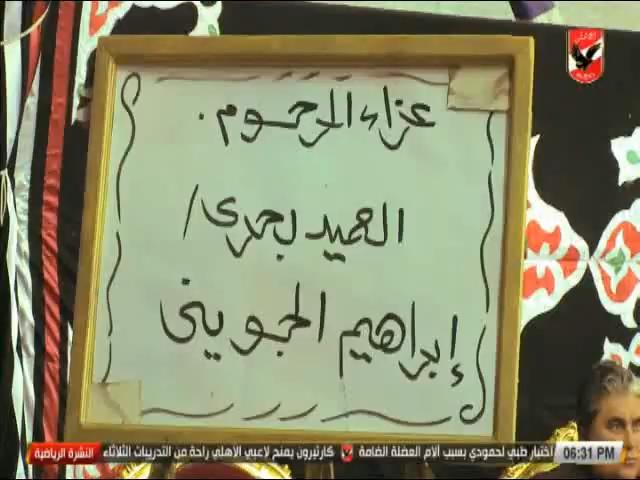 عزاء المرحوم.
العميد بحرى/
إبراهيم الجوينى
06:31 PM
اختبار طبي لحمودي بسبب آلام العضلة الضامة كارتيرون يمنح لاعبي الأهلي راحة من التدريبات الثلاثاء
النشرة الرياضية